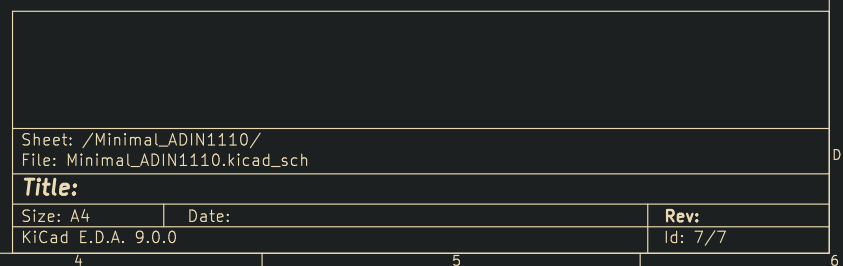 Sheet: /Minimal_ADIN1110/
File: Minimal_ADIN1110.kicad_sch
D
Title:
Size: A4 Date: Rev:
KiCad E.D.A. 9.0.0 Id: 7/7
4 5 6